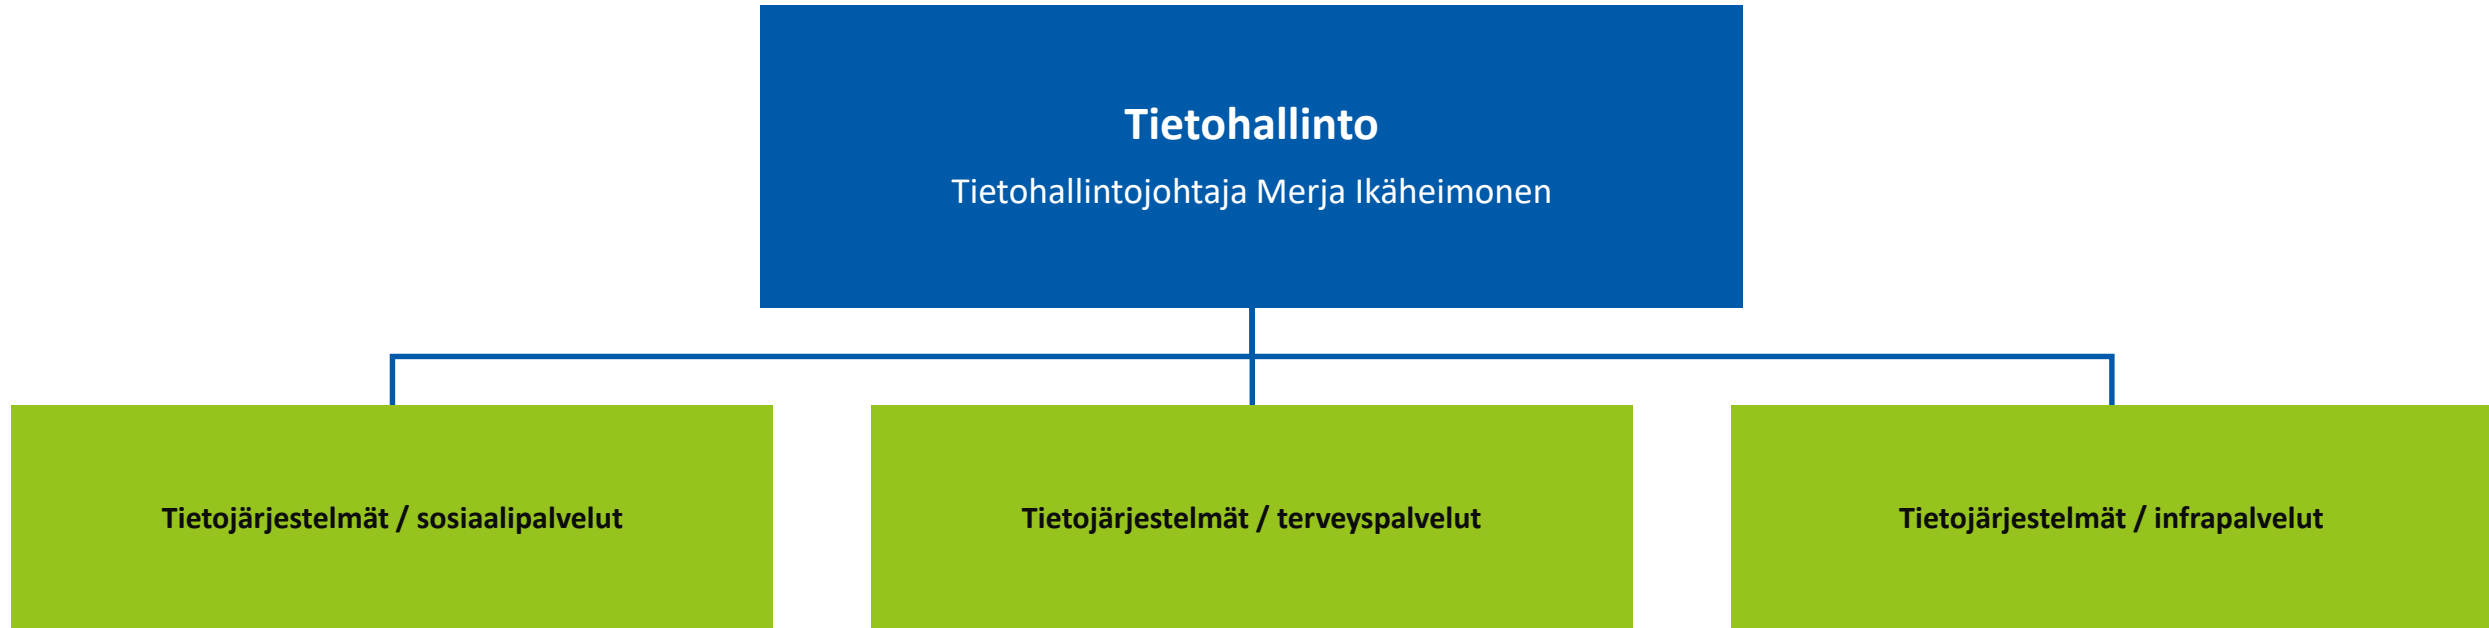 Tietohallinto
Tietohallintojohtaja Merja Ikäheimonen
Tietojärjestelmät / sosiaalipalvelut
Tietojärjestelmät / terveyspalvelut
Tietojärjestelmät / infrapalvelut